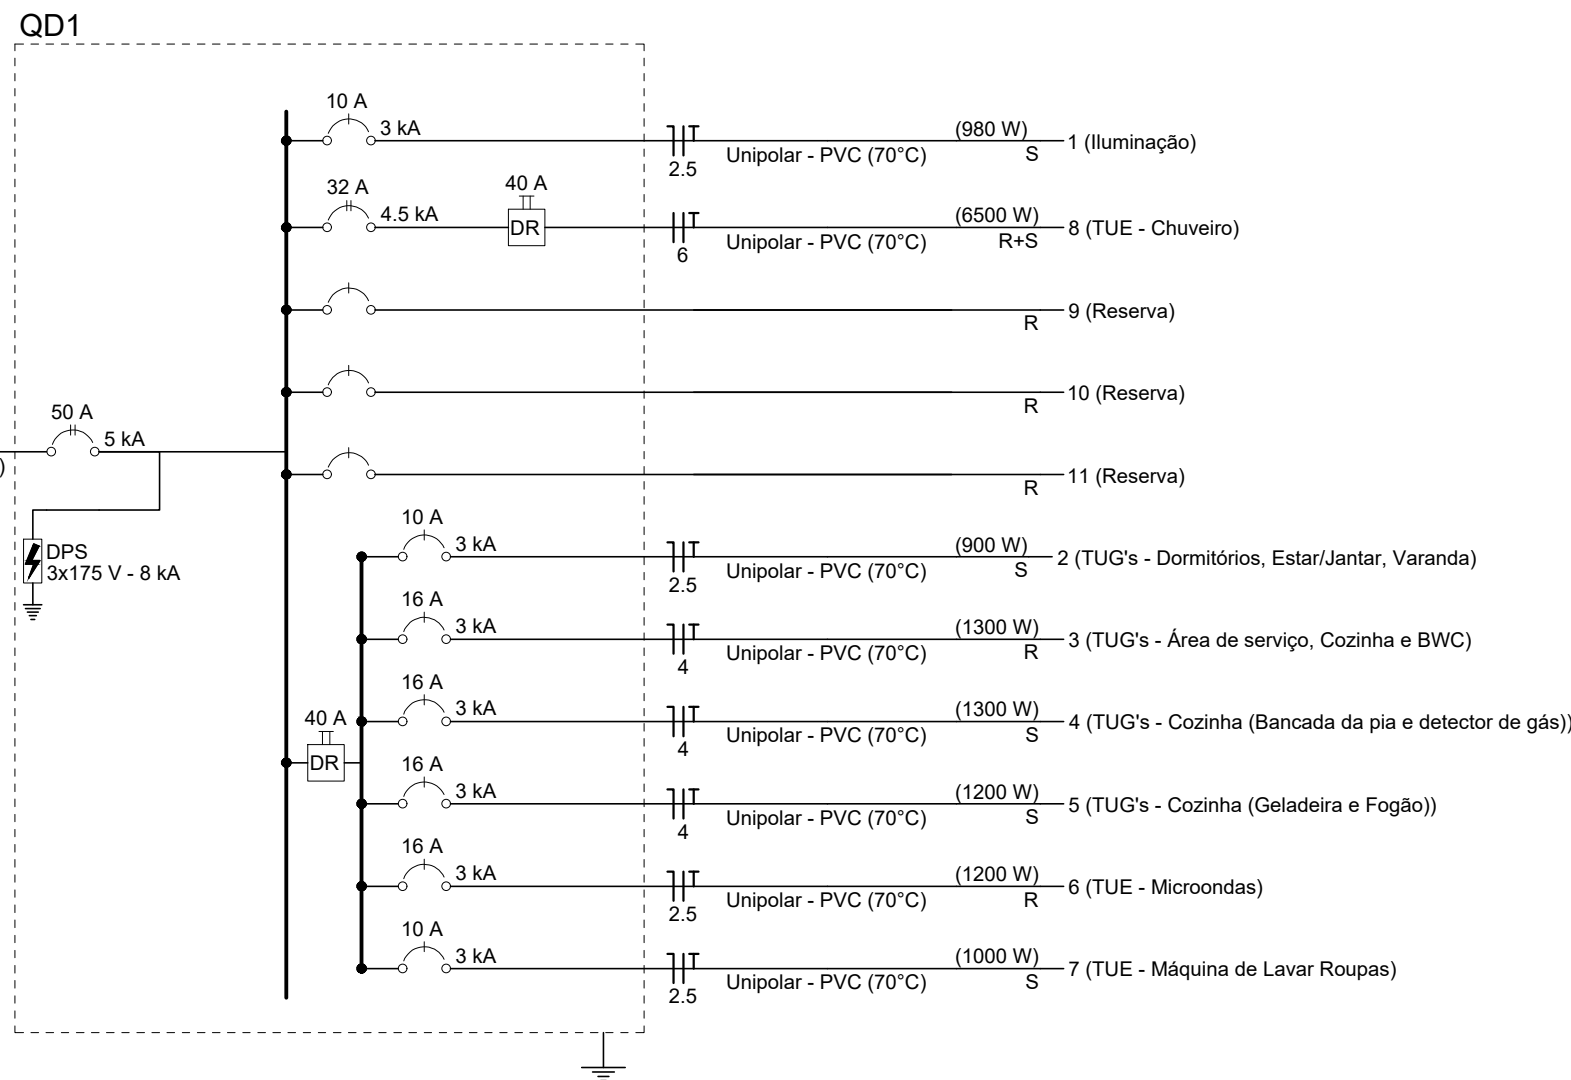 QD1
10 A
3 kA
2.5
Unipolar - PVC (70°C)
(980 W)
S
1 (Iluminação)
32 A
4.5 kA
40 A
DR
6
Unipolar - PVC (70°C)
(6500 W)
R+S
8 (TUE - Chuveiro)
R
9 (Reserva)
R
10 (Reserva)
50 A
5 kA
)
R
11 (Reserva)
DPS
3x175 V - 8 kA
10 A
3 kA
2.5
Unipolar - PVC (70°C)
(900 W)
S
2 (TUG's - Dormitórios, Estar/Jantar, Varanda)
16 A
3 kA
4
Unipolar - PVC (70°C)
(1300 W)
R
3 (TUG's - Área de serviço, Cozinha e BWC)
16 A
3 kA
4
Unipolar - PVC (70°C)
(1300 W)
S
4 (TUG's - Cozinha (Bancada da pia e detector de gás))
40 A
DR
16 A
3 kA
4
Unipolar - PVC (70°C)
(1200 W)
S
5 (TUG's - Cozinha (Geladeira e Fogão))
16 A
3 kA
2.5
Unipolar - PVC (70°C)
(1200 W)
R
6 (TUE - Microondas)
10 A
3 kA
2.5
Unipolar - PVC (70°C)
(1000 W)
S
7 (TUE - Máquina de Lavar Roupas)